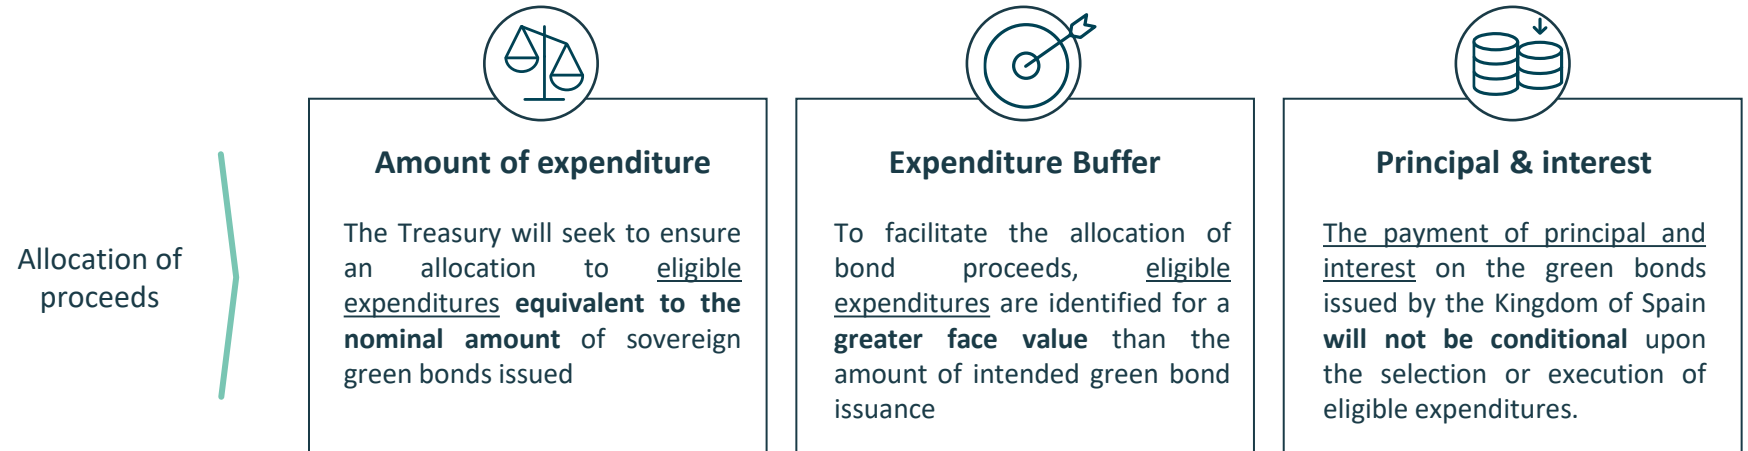 Allocation of
proceeds
Amount of expenditure
The Treasury will seek to ensure
an allocation to eligible
expenditures equivalent to the
nominal amount of sovereign
green bonds issued
Expenditure Buffer
To facilitate the allocation of
bond proceeds, eligible
expenditures are identified for a
greater face value than the
amount of intended green bond
issuance
Principal & interest
The payment of principal and
interest on the green bonds
issued by the Kingdom of Spain
will not be conditional upon
the selection or execution of
eligible expenditures.